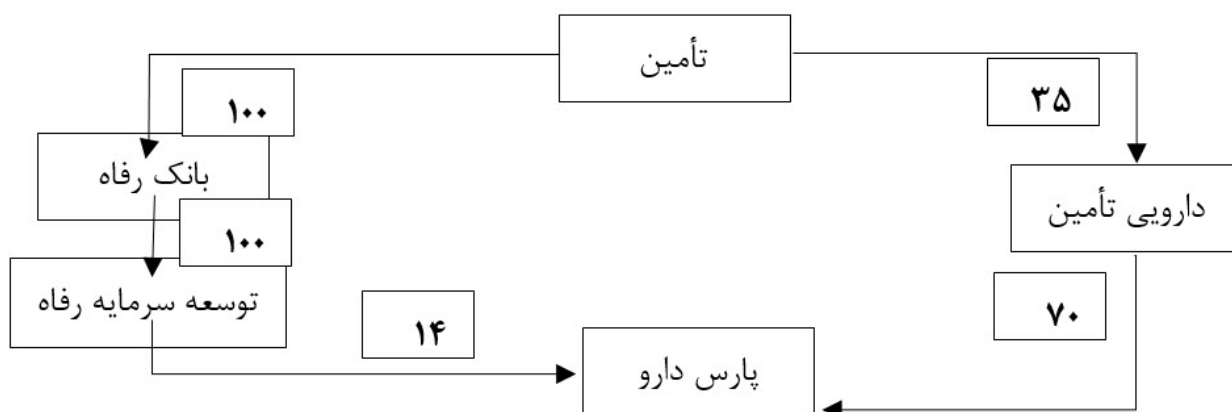 تأمین
۳۵
۱۰۰
بانک رفاه
دارویی تأمین
۱۰۰
توسعه سرمایه رفاه
۷۰
۱۴
پارس دارو